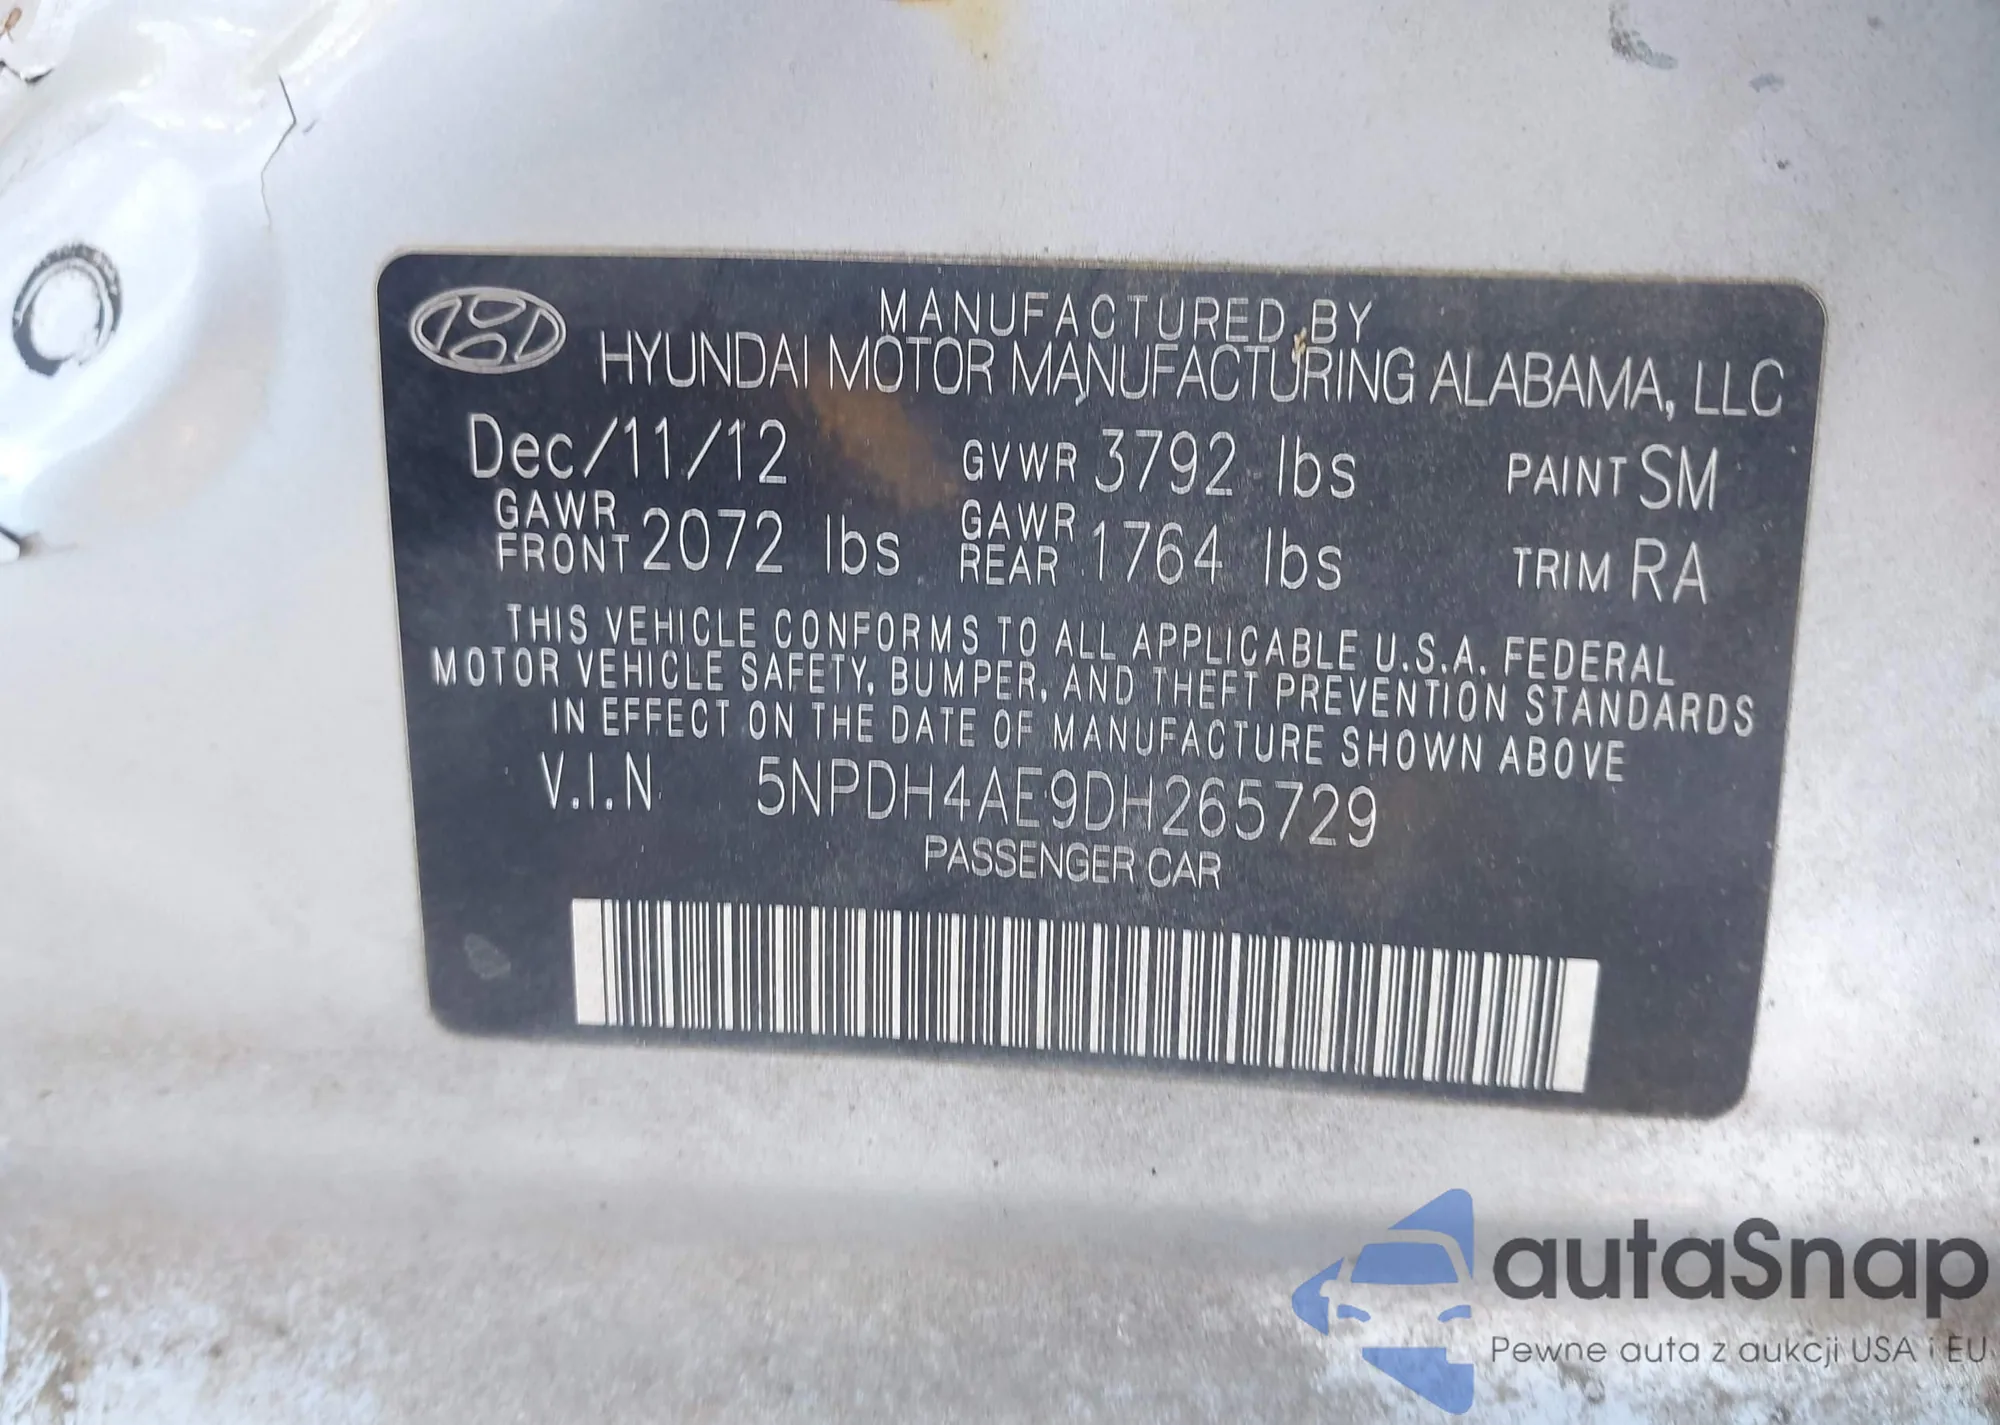 MANUFACTURED BY
HYUNDAI MOTOR MANUFACTURING ALABAMA, LLC
Dec/11/12 GVWR 3792 lbs PAINT SM
GAWR FRONT 2072 lbs GAWR REAR 1764 lbs TRIM RA
THIS VEHICLE CONFORMS TO ALL APPLICABLE U.S.A. FEDERAL
MOTOR VEHICLE SAFETY, BUMPER, AND THEFT PREVENTION STANDARDS
IN EFFECT ON THE DATE OF MANUFACTURE SHOWN ABOVE
V.I.N 5NPDH4AE9DH265729
PASSENGER CAR
autaSnap
Pewne auta z aukcji USA i EU